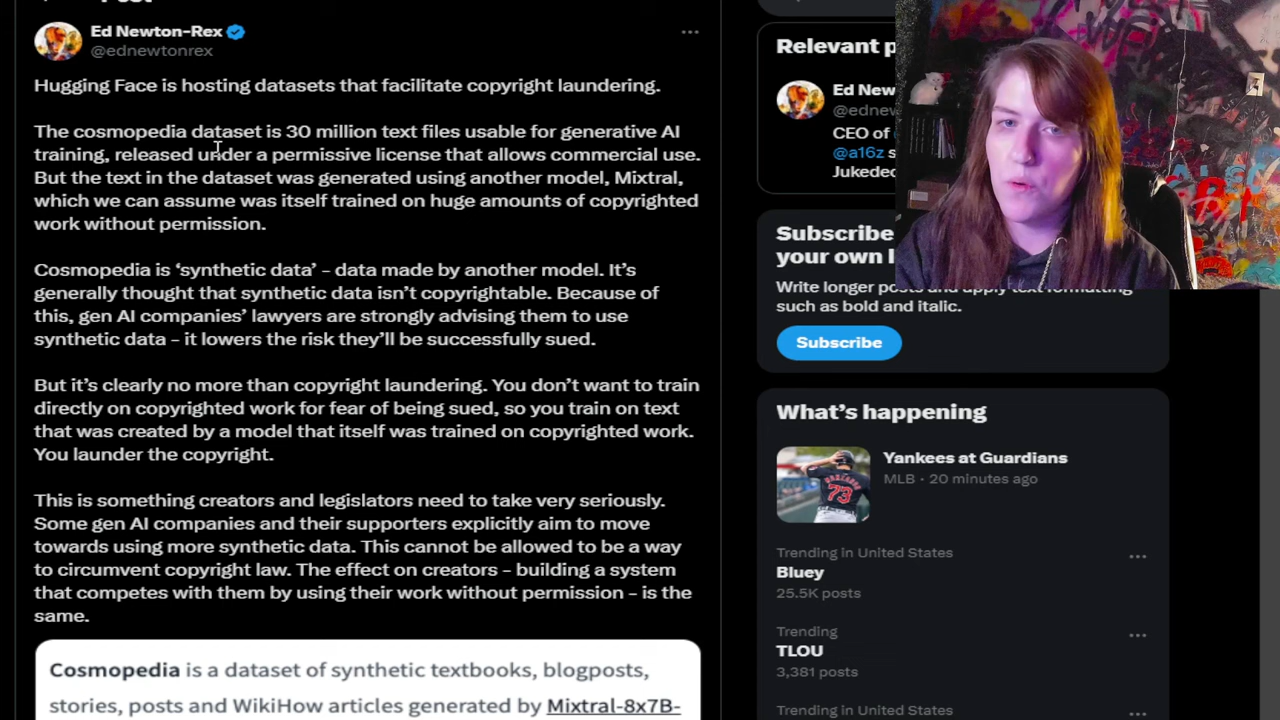 Ed Newton-Rex
@ednewtonrex
Hugging Face is hosting datasets that facilitate copyright laundering.
The cosmopedia dataset is 30 million text files usable for generative AI
training, released under a permissive license that allows commercial use.
But the text in the dataset was generated using another model, Mixtral,
which we can assume was itself trained on huge amounts of copyrighted
work without permission.
Cosmopedia is ‘synthetic data’ – data made by another model. It’s
generally thought that synthetic data isn’t copyrightable. Because of
this, gen AI companies’ lawyers are strongly advising them to use
synthetic data – it lowers the risk they’ll be successfully sued.
But it’s clearly no more than copyright laundering. You don’t want to train
directly on copyrighted work for fear of being sued, so you train on text
that was created by a model that itself was trained on copyrighted work.
You launder the copyright.
This is something creators and legislators need to take very seriously.
Some gen AI companies and their supporters explicitly aim to move
towards using more synthetic data. This cannot be allowed to be a way
to circumvent copyright law. The effect on creators – building a system
that competes with them by using their work without permission – is the
same.
Cosmopedia is a dataset of synthetic textbooks, blogposts,
stories, posts and WikiHow articles generated by Mixtral-8x7B-
Relevant
Ed New
@ednew
CEO of
@a16z s
Jukedec
Subscribe
your own
Write longer posts and apply text formatting
such as bold and italic.
Subscribe
What’s happening
Yankees at Guardians
MLB · 20 minutes ago
Trending in United States
Bluey
25.5K posts
Trending
TLOU
3,381 posts
Trending in United States